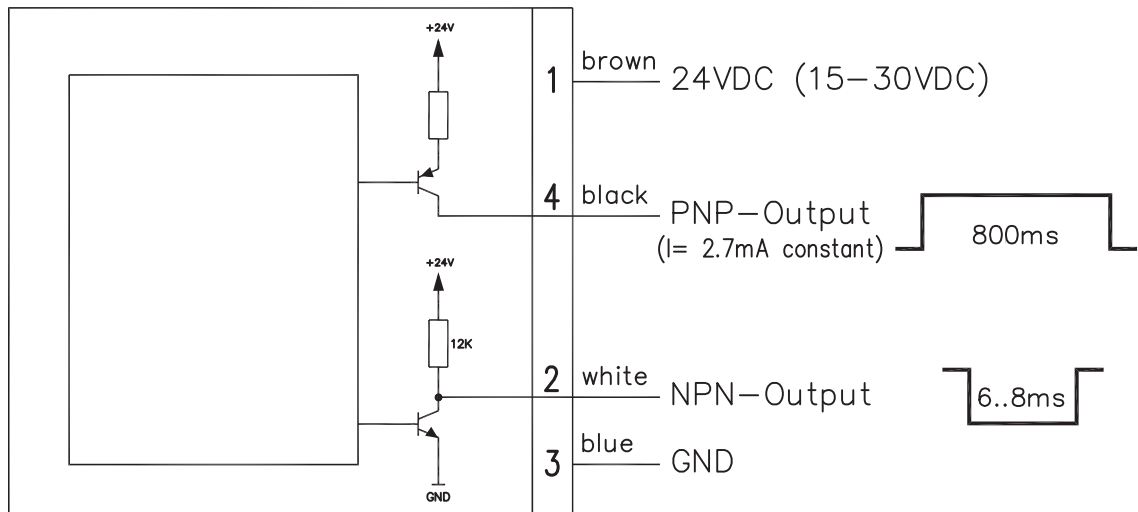 +24V
1 brown 24VDC (15-30VDC)
4 black PNP-Output
(I= 2.7mA constant)
800ms
+24V
12K
2 white NPN-Output
6..8ms
3 blue GND
GND